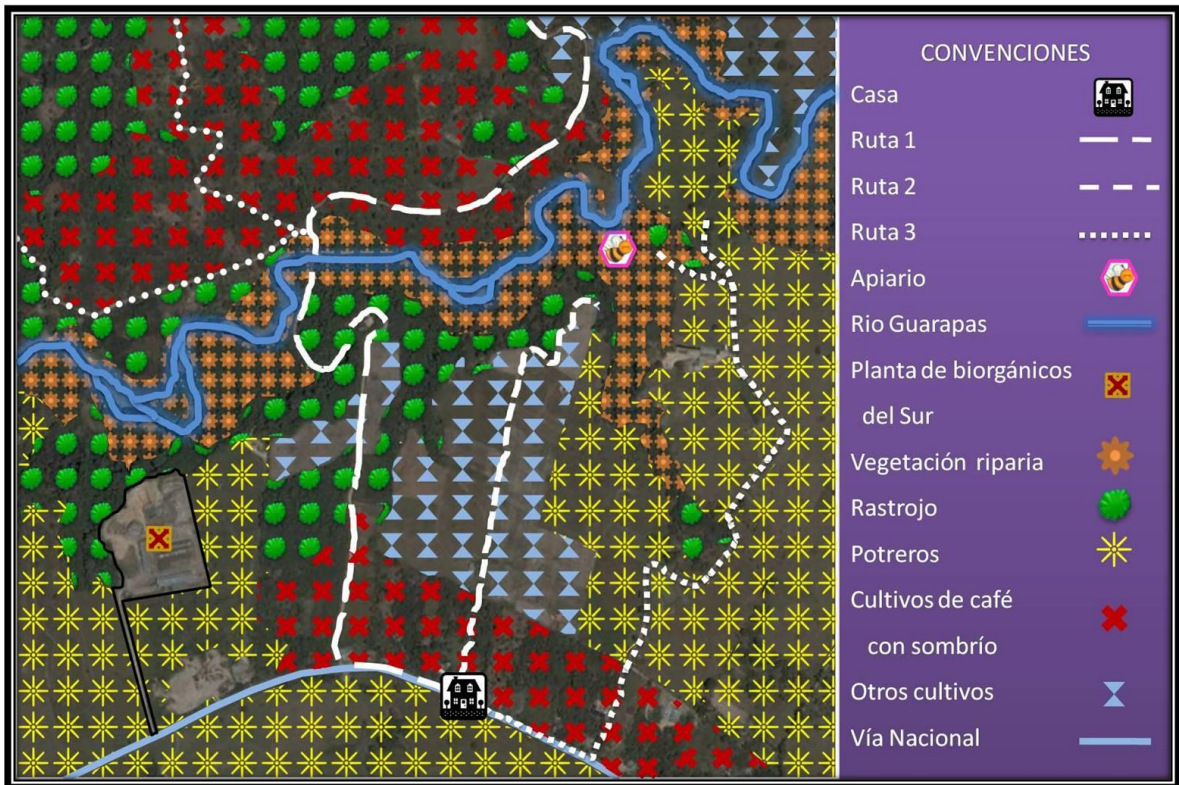 CONVENCIONES
Casa
Ruta 1
Ruta 2
Ruta 3
Apiario
Rio Guarapas
Planta de biorgánicos
del Sur
Vegetación riparia
Rastrojo
Potreros
Cultivos de café
con sombrío
Otros cultivos
Vía Nacional